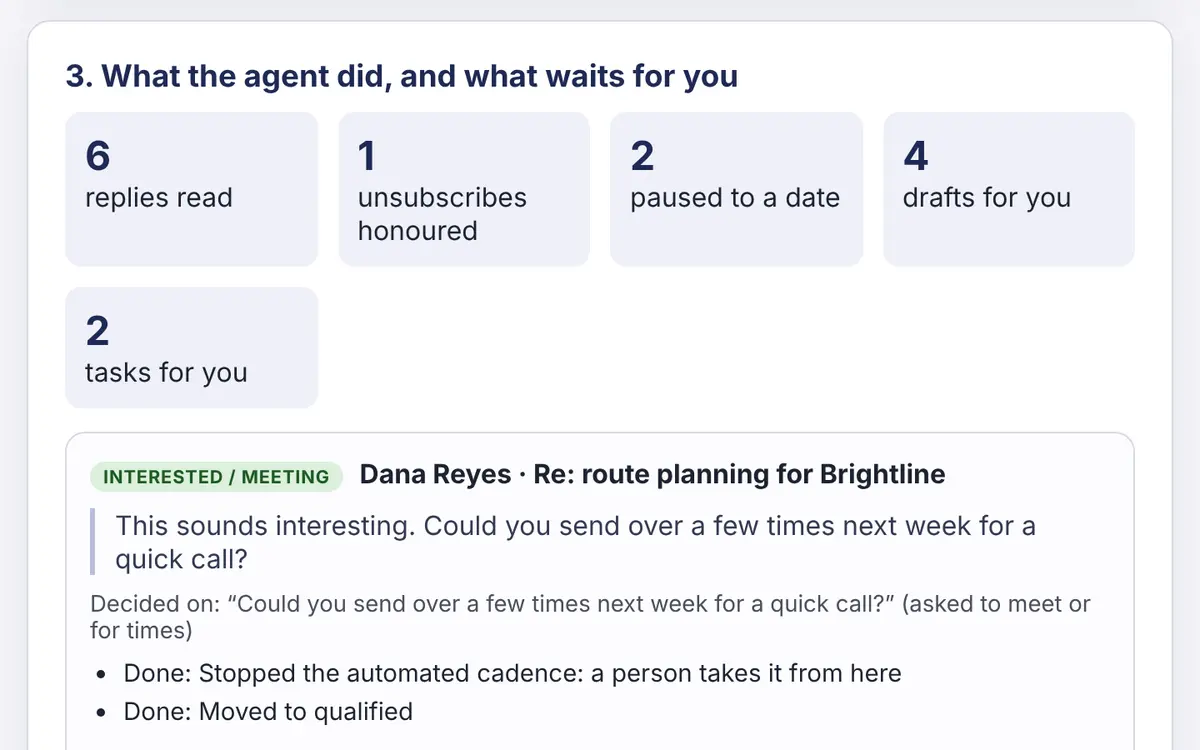 3. What the agent did, and what waits for you
6
replies read
1
unsubscribes
honoured
2
paused to a date
4
drafts for you
2
tasks for you
INTERESTED / MEETING Dana Reyes · Re: route planning for Brightline
This sounds interesting. Could you send over a few times next week for a
quick call?
Decided on: “Could you send over a few times next week for a quick call?” (asked to meet or
for times)
• Done: Stopped the automated cadence: a person takes it from here
• Done: Moved to qualified